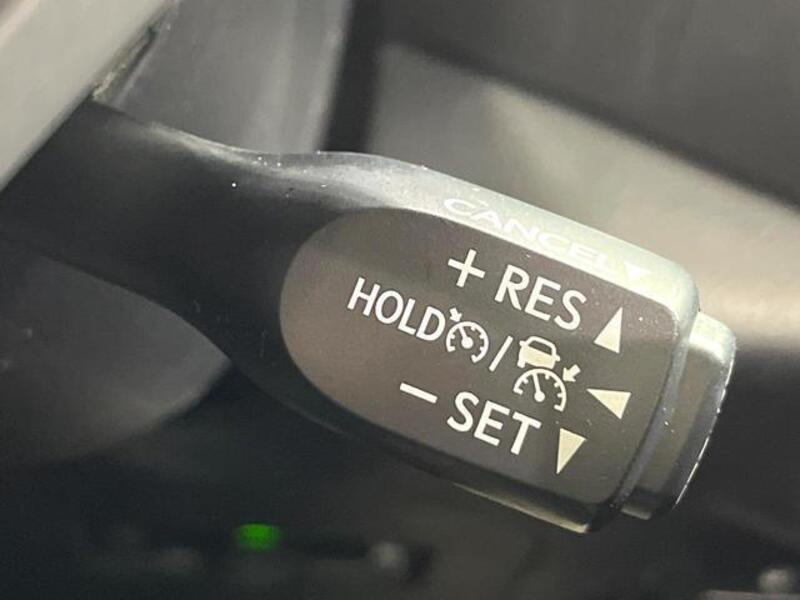 CANCEL
+ RES
HOLD /
- SET